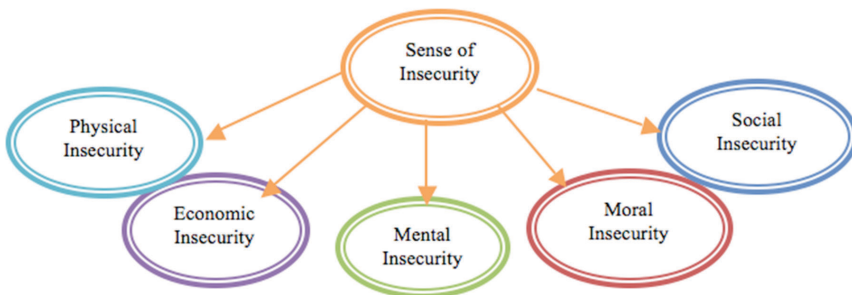 Sense of
Insecurity
Physical
Insecurity
Economic
Insecurity
Mental
Insecurity
Moral
Insecurity
Social
Insecurity